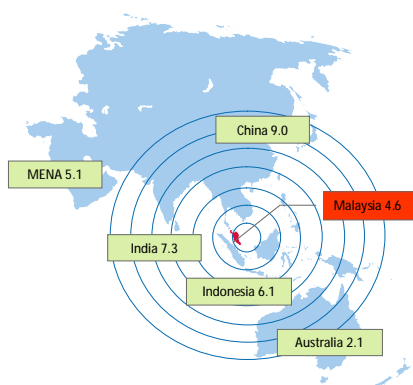 China 9.0
MENA 5.1
Malaysia 4.6
India 7.3
Indonesia 6.1
Australia 2.1